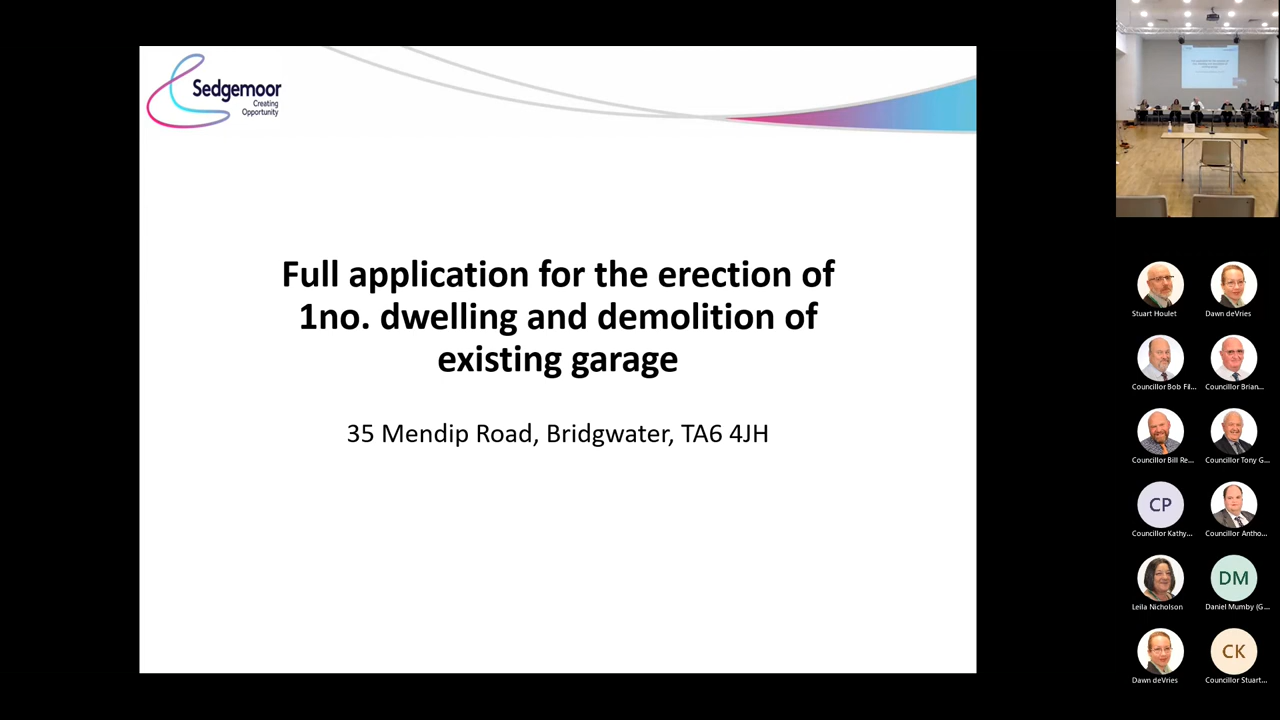 Sedgemoor
Creating
Opportunity
Full application for the erection of
1no. dwelling and demolition of
existing garage
35 Mendip Road, Bridgwater, TA6 4JH
Stuart Houlet
Dawn deVries
Councillor Bob Fil...
Councillor Brian...
Councillor Bill Re...
Councillor Tony G...
CP
Councillor Kathy...
Councillor Antho...
Leila Nicholson
DM
Daniel Mumby (G...
Dawn deVries
CK
Councillor Stuart...